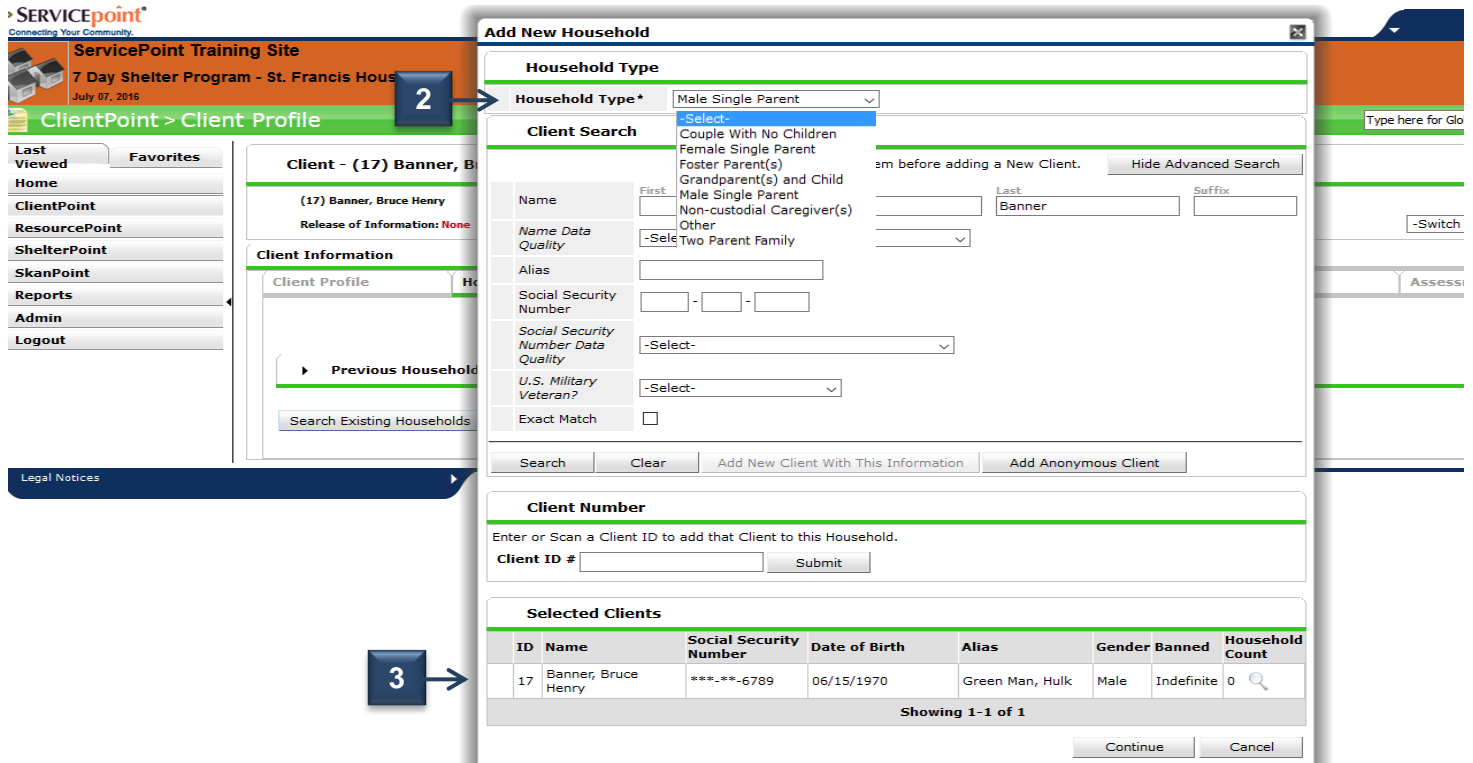 SERVICEpoint®
Connecting Your Community.
ServicePoint Training Site
7 Day Shelter Program - St. Francis Hous
July 07, 2016
ClientPoint > Client Profile
Type here for Glo
Last Viewed
Favorites
Home
ClientPoint
ResourcePoint
ShelterPoint
SkanPoint
Reports
Admin
Logout
Client - (17) Banner, B
(17) Banner, Bruce Henry
Release of Information: None
-Switch
Client Information
Client Profile
Ho
Assess
Previous Household
Search Existing Households
Legal Notices
2
3
Add New Household
Household Type
Household Type*
Male Single Parent
-Select-
Couple With No Children
Female Single Parent
Foster Parent(s)
Grandparent(s) and Child
Male Single Parent
Non-custodial Caregiver(s)
Other
Two Parent Family
Client Search
em before adding a New Client.
Hide Advanced Search
Name
First
Last
Suffix
Banner
Name Data Quality
-Sele
Alias
Social Security Number
- -
Social Security Number Data Quality
-Select-
U.S. Military Veteran?
-Select-
Exact Match
Search
Clear
Add New Client With This Information
Add Anonymous Client
Client Number
Enter or Scan a Client ID to add that Client to this Household.
Client ID #
Submit
Selected Clients
ID Name Social Security Number Date of Birth Alias Gender Banned Household Count
17 Banner, Bruce Henry ***-**-6789 06/15/1970 Green Man, Hulk Male Indefinite 0
Showing 1-1 of 1
Continue
Cancel